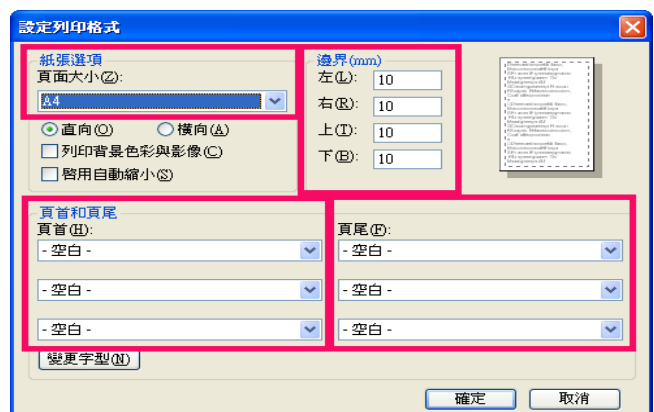 設定列印格式
紙張選項
頁面大小(Z):
A4
直向(O) 橫向(A)
列印背景色彩與影像(C)
啓用自動縮小(S)
邊界(mm)
左(L): 10
右(R): 10
上(T): 10
下(B): 10
頁首和頁尾
頁首(H): 頁尾(F):
- 空白 - - 空白 -
- 空白 - - 空白 -
- 空白 - - 空白 -
變更字型(N)
確定 取消